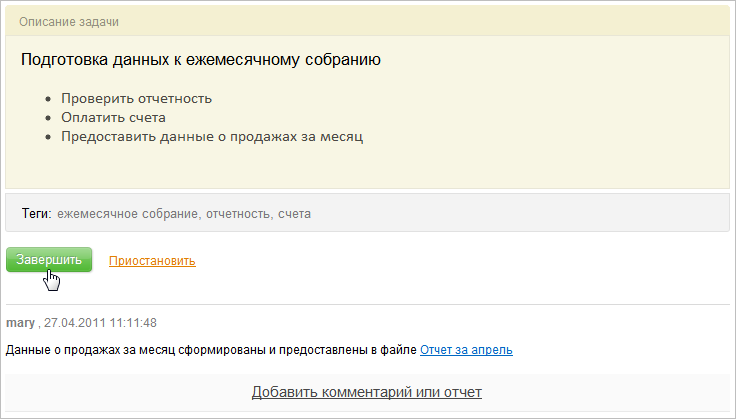 Описание задачи
Подготовка данных к ежемесячному собранию
Проверить отчетность
Оплатить счета
Предоставить данные о продажах за месяц
Теги: ежемесячное собрание, отчетность, счета
Завершить Приостановить
mary , 27.04.2011 11:11:48
Данные о продажах за месяц сформированы и предоставлены в файле Отчет за апрель
Добавить комментарий или отчет